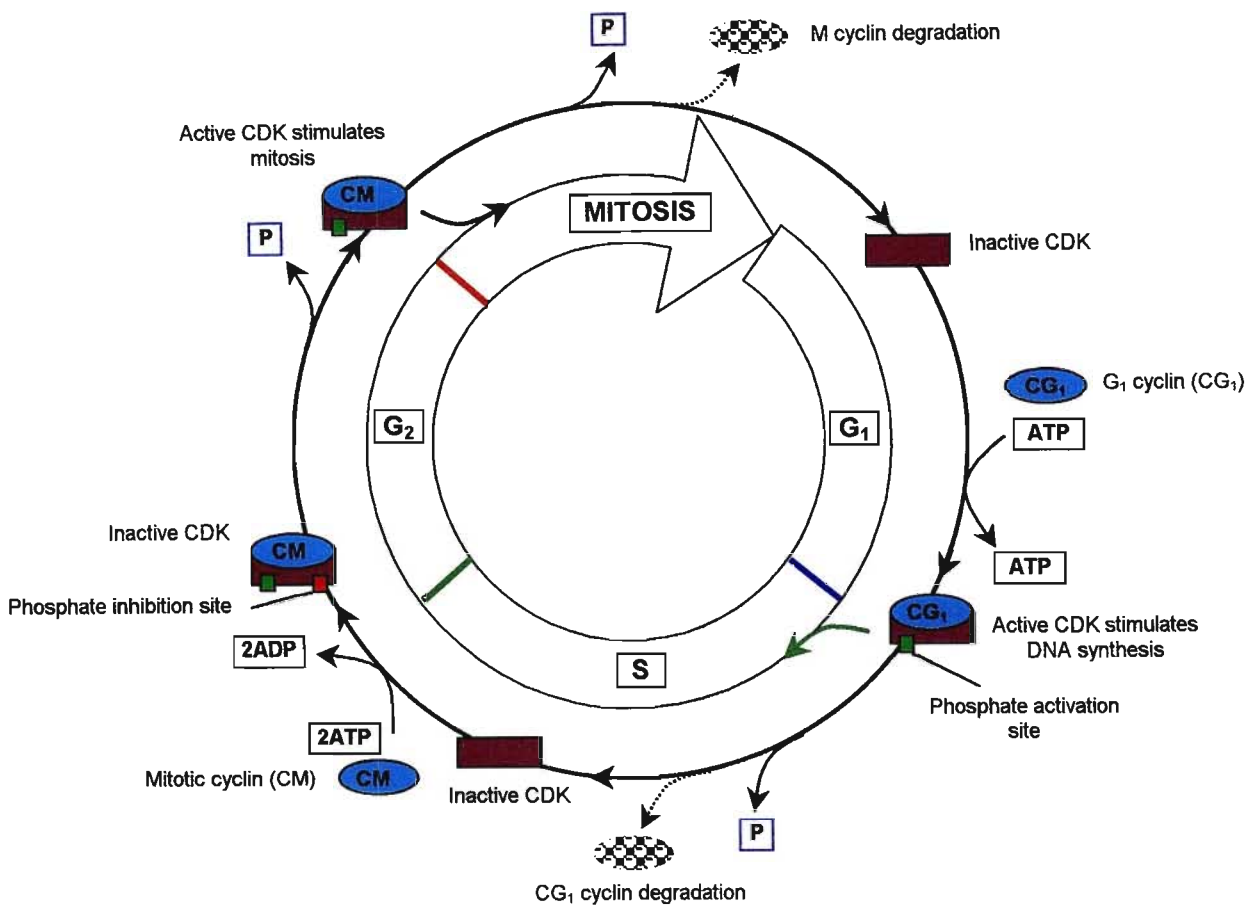 P
M cyclin degradation
Active CDK stimulates
mitosis
CM
MITOSIS
P
Inactive CDK
CG₁
G₁ cyclin (CG₁)
ATP
G₂
G₁
Inactive CDK
CM
ATP
Phosphate inhibition site
CG₁
Active CDK stimulates
DNA synthesis
2ADP
S
Phosphate activation
site
2ATP
Mitotic cyclin (CM)
CM
Inactive CDK
P
CG₁ cyclin degradation